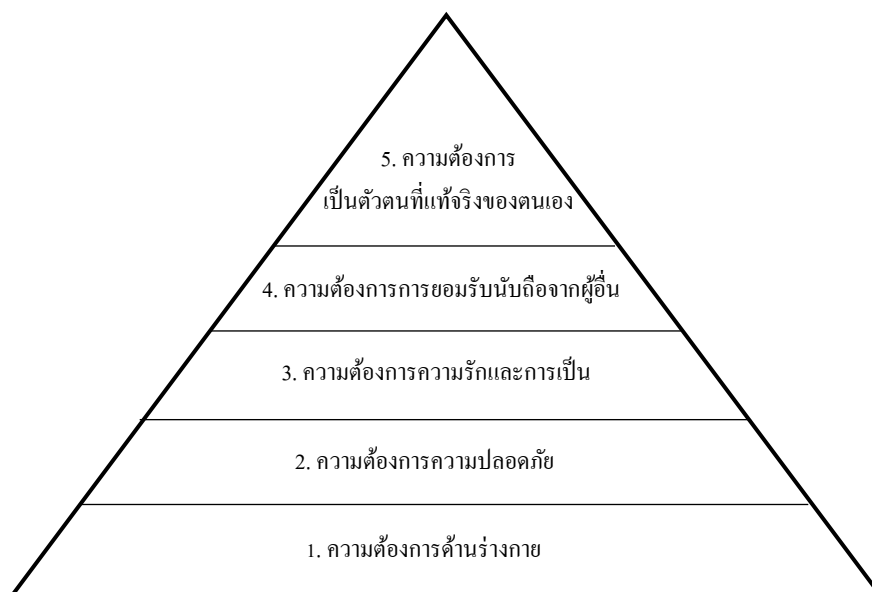 5. ความต้องการ
เป็นตัวตนที่แท้จริงของตนเอง
4. ความต้องการการยอมรับนับถือจากผู้อื่น
3. ความต้องการความรักและการเป็น
2. ความต้องการความปลอดภัย
1. ความต้องการด้านร่างกาย